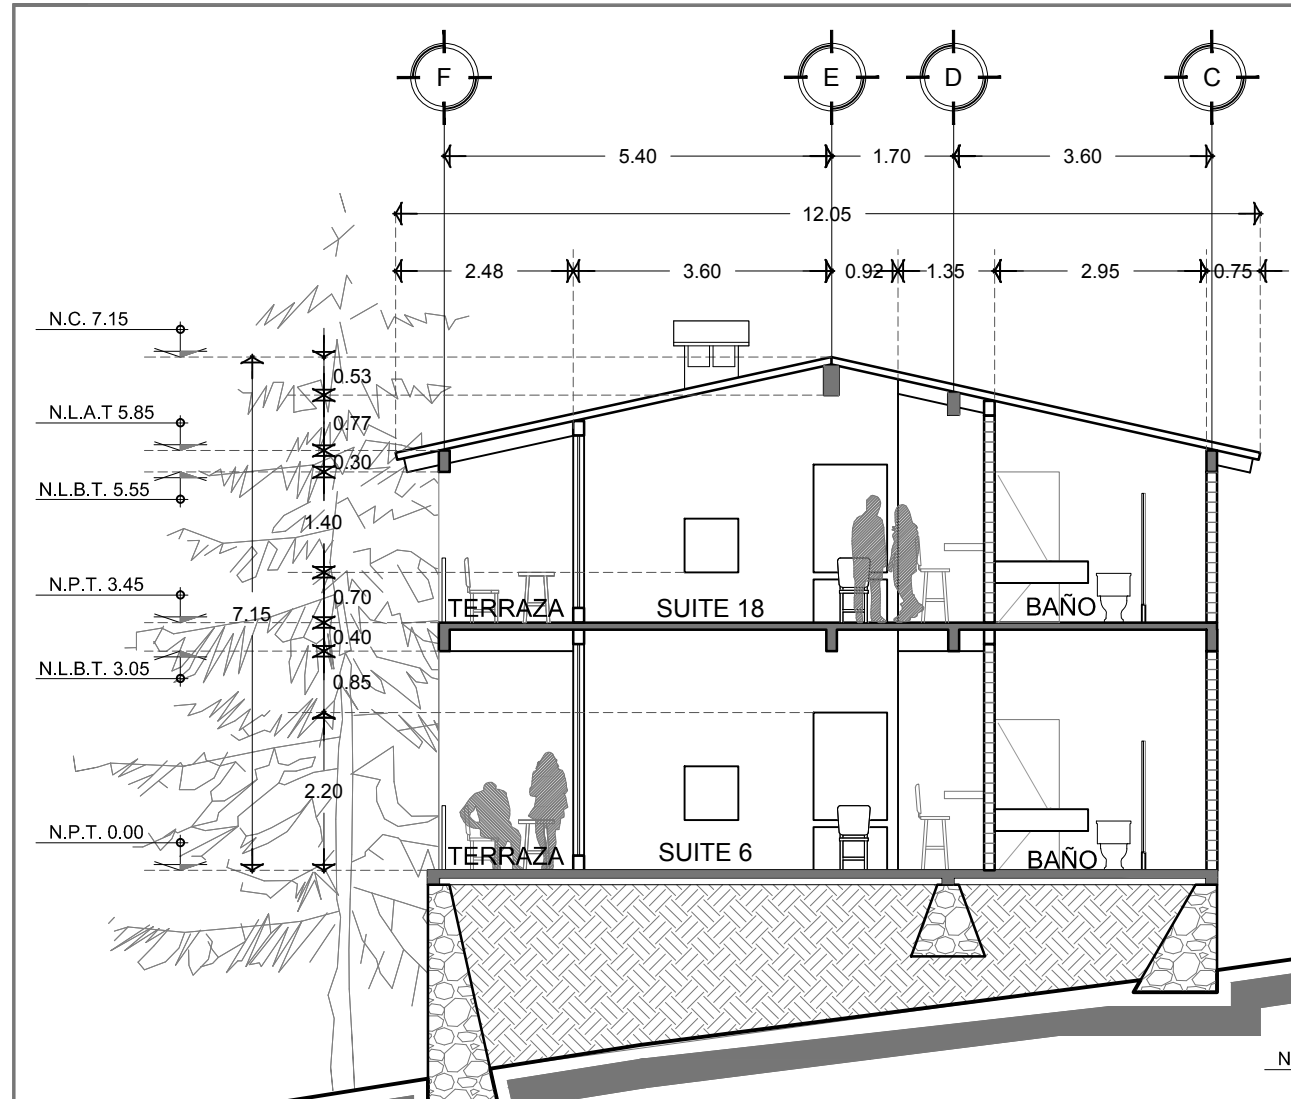 F E D C
5.40 1.70 3.60
12.05
2.48 3.60 0.92 1.35 2.95 0.75
N.C. 7.15
0.53
N.L.A.T 5.85
0.77
0.30
N.L.B.T. 5.55
1.40
N.P.T. 3.45
0.70
7.15
TERRAZA SUITE 18 BAÑO
0.40
N.L.B.T. 3.05
0.85
2.20
N.P.T. 0.00
TERRAZA SUITE 6 BAÑO
N